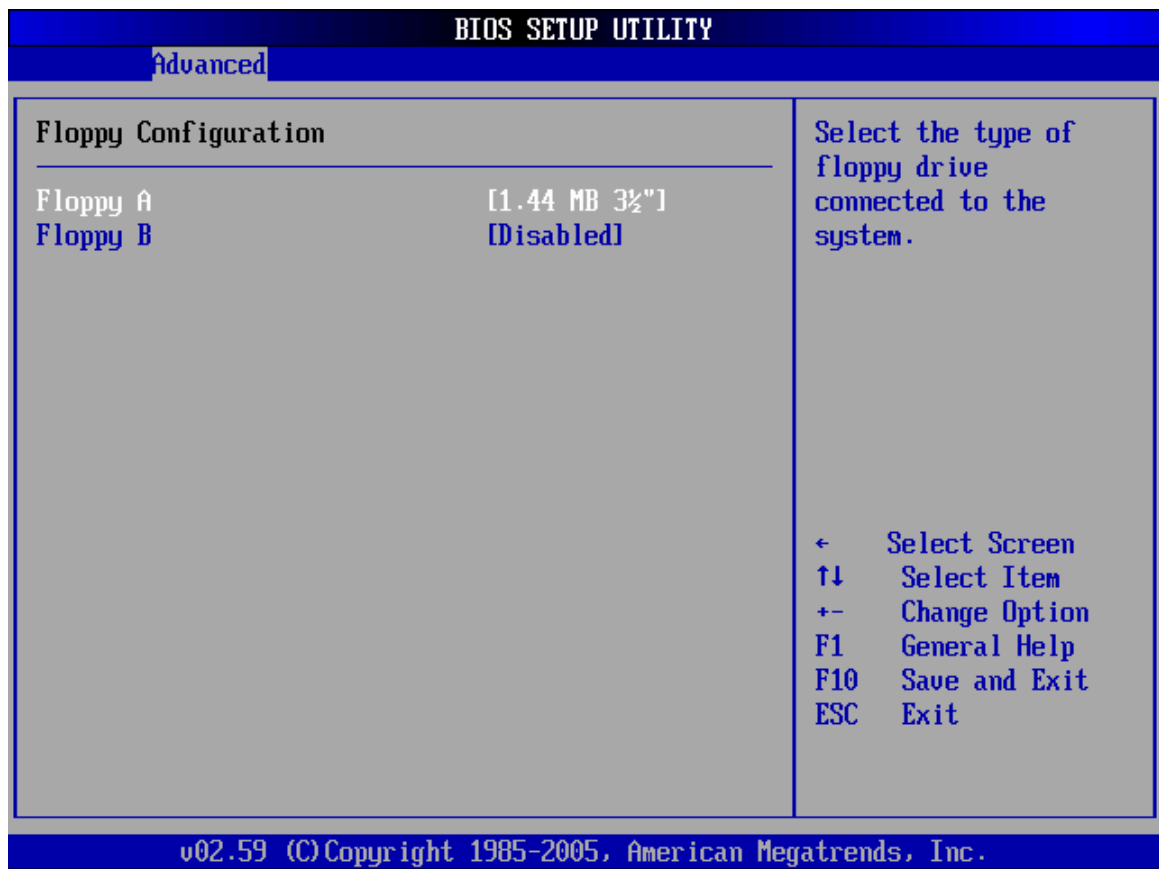 BIOS SETUP UTILITY
Advanced
Floppy Configuration
Floppy A [1.44 MB 3½"]
Floppy B [Disabled]
Select the type of
floppy drive
connected to the
system.
← Select Screen
↑↓ Select Item
+- Change Option
F1 General Help
F10 Save and Exit
ESC Exit
v02.59 (C)Copyright 1985-2005, American Megatrends, Inc.